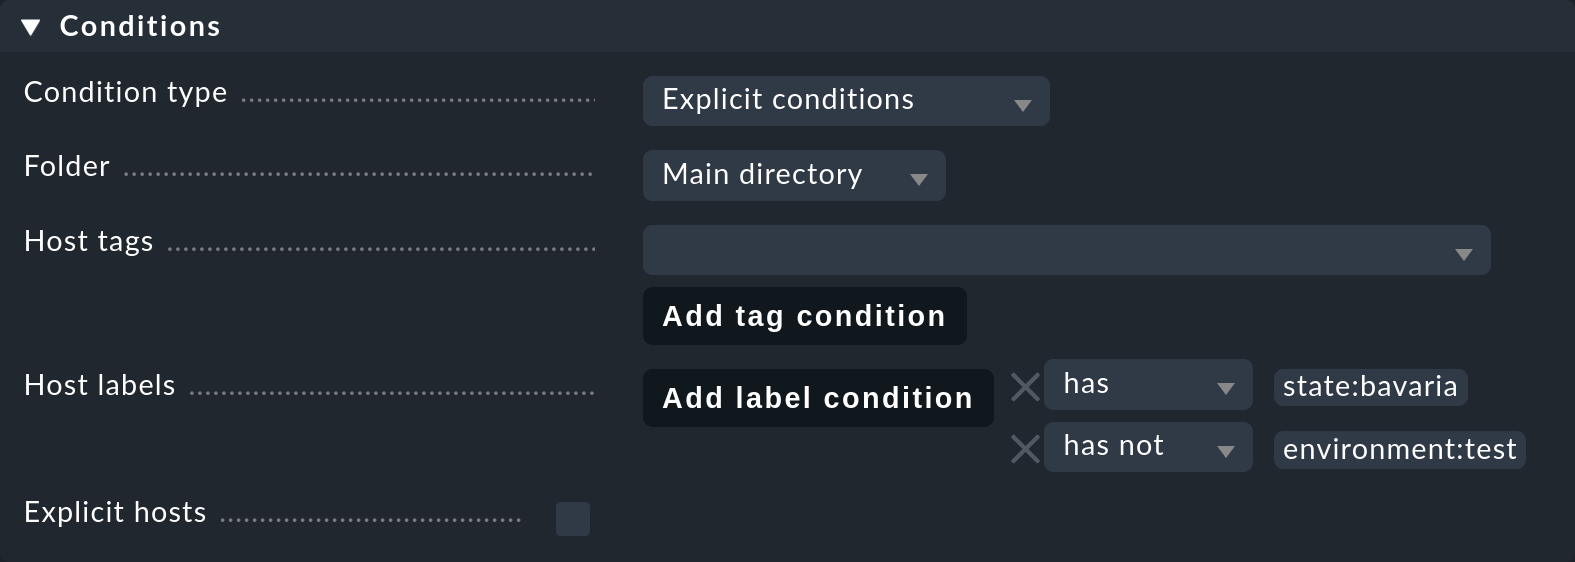 Conditions
Condition type Explicit conditions
Folder Main directory
Host tags
Add tag condition
Host labels Add label condition has state:bavaria
has not environment:test
Explicit hosts